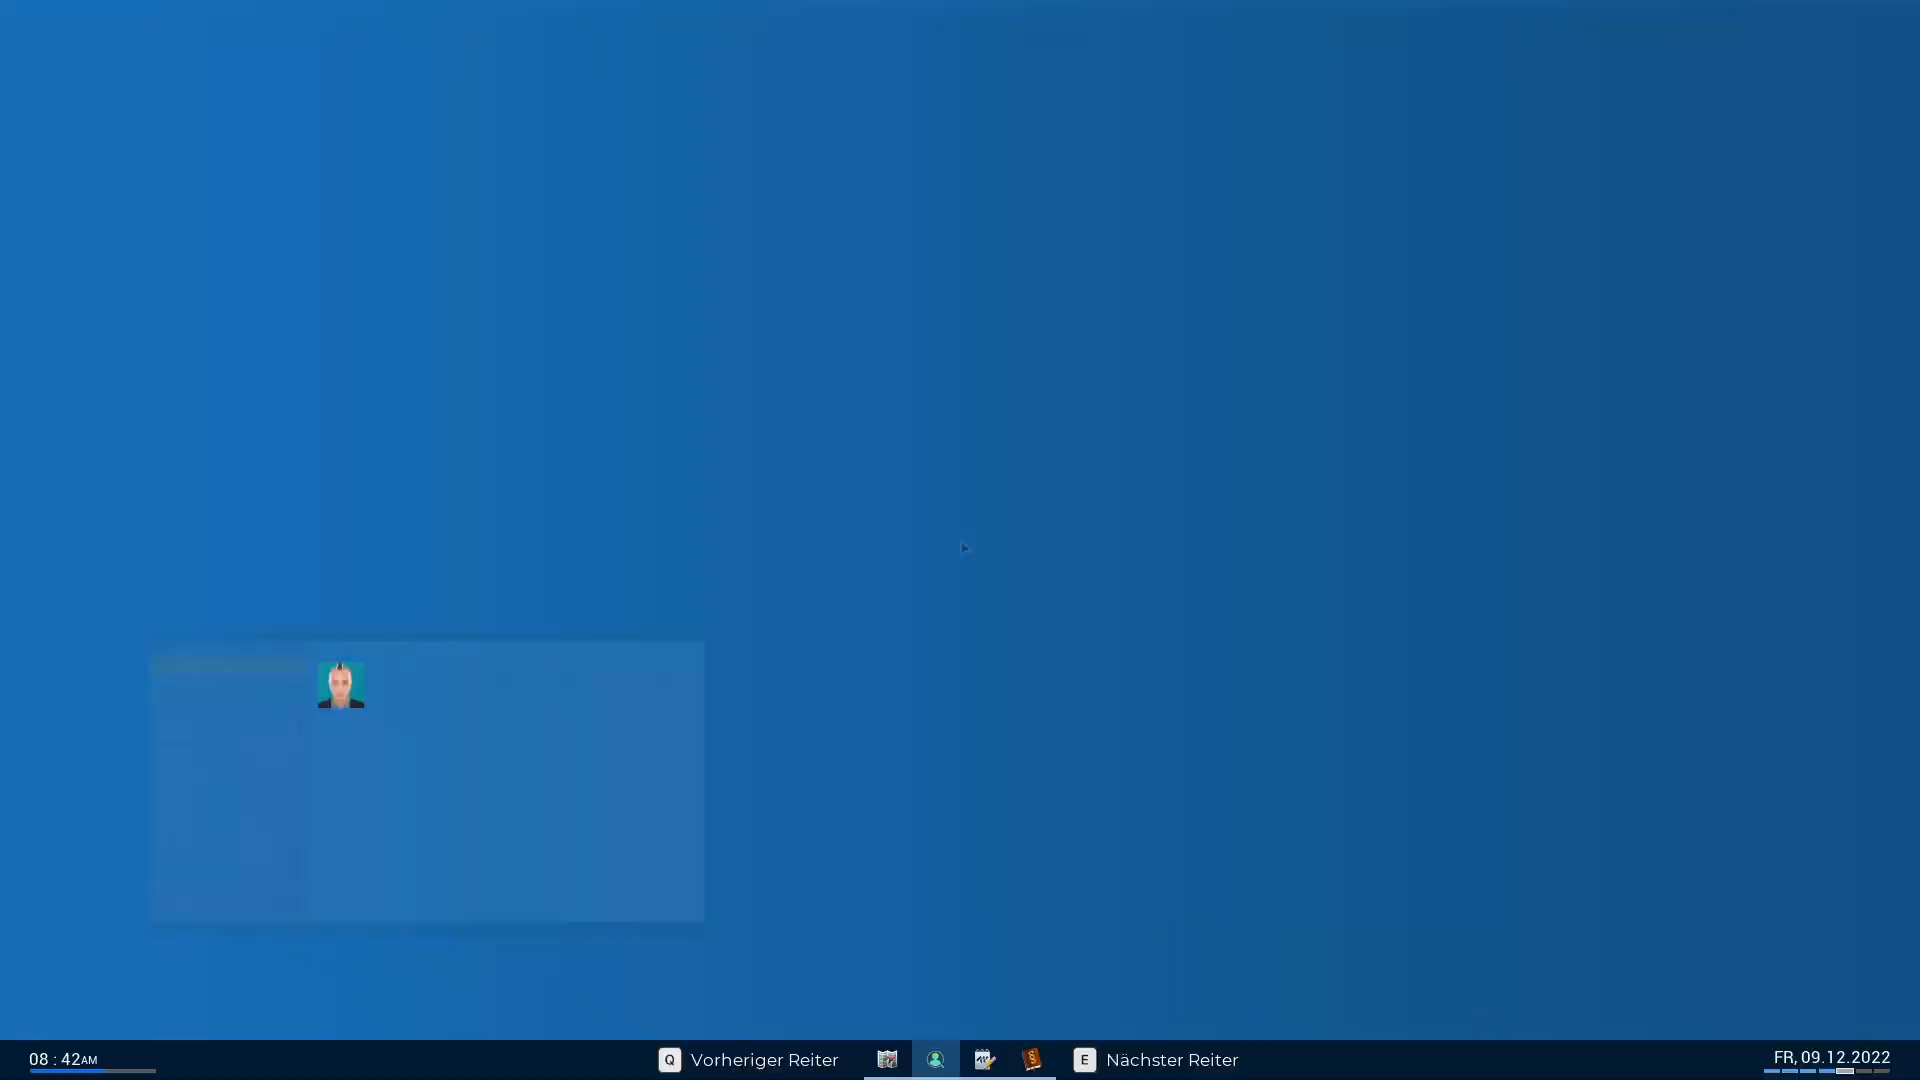 08 : 42AM
Q Vorheriger Reiter
E Nächster Reiter
FR, 09.12.2022